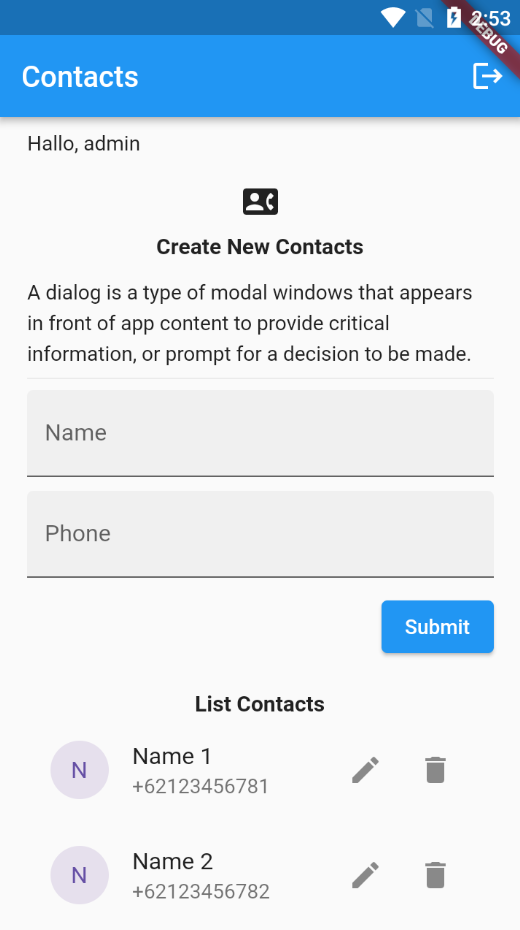 2:53
DEBUG
Contacts
Hallo, admin
Create New Contacts
A dialog is a type of modal windows that appears
in front of app content to provide critical
information, or prompt for a decision to be made.
Name
Phone
Submit
List Contacts
N
Name 1
+62123456781
N
Name 2
+62123456782